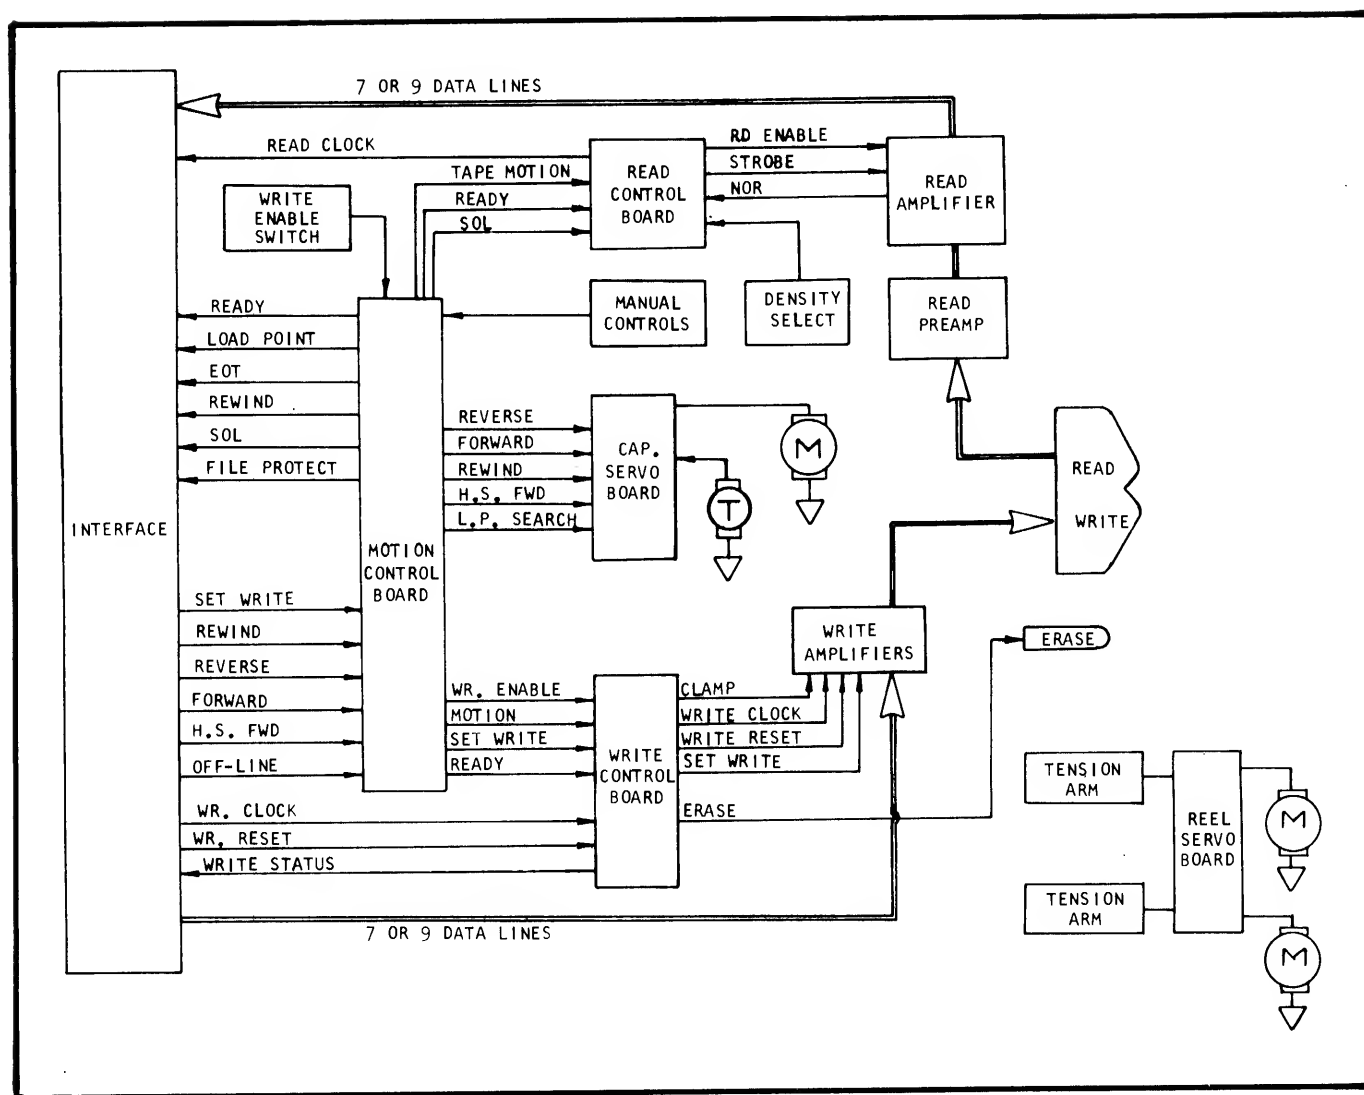 7 OR 9 DATA LINES
READ CLOCK
TAPE MOTION
READY
SOL
READ
CONTROL
BOARD
RD ENABLE
STROBE
NOR
READ
AMPLIFIER
WRITE
ENABLE
SWITCH
MANUAL
CONTROLS
DENSITY
SELECT
READ
PREAMP
READY
LOAD POINT
EOT
REWIND
SOL
FILE PROTECT
INTERFACE
MOTION
CONTROL
BOARD
REVERSE
FORWARD
REWIND
H.S. FWD
L.P. SEARCH
CAP.
SERVO
BOARD
M
T
READ
WRITE
SET WRITE
REWIND
REVERSE
FORWARD
H.S. FWD
OFF-LINE
WR. CLOCK
WR. RESET
WRITE STATUS
WR. ENABLE
MOTION
SET WRITE
READY
WRITE
CONTROL
BOARD
CLAMP
WRITE CLOCK
WRITE RESET
SET WRITE
ERASE
WRITE
AMPLIFIERS
ERASE
7 OR 9 DATA LINES
TENSION
ARM
TENSION
ARM
REEL
SERVO
BOARD
M
M